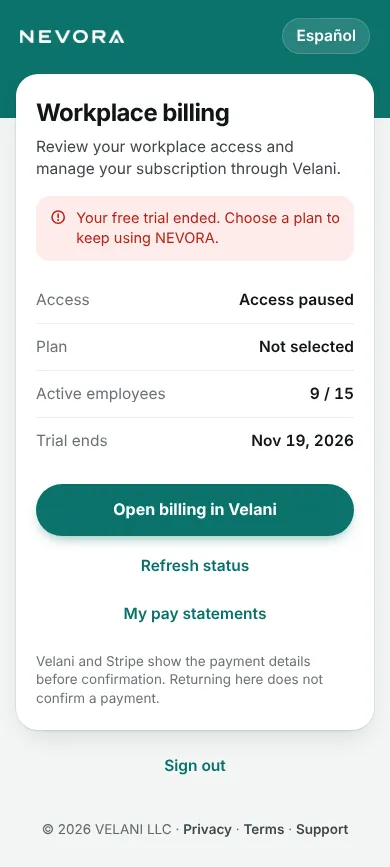 NEVORA
Español
Workplace billing
Review your workplace access and
manage your subscription through Velani.
Your free trial ended. Choose a plan to
keep using NEVORA.
Access Access paused
Plan Not selected
Active employees 9 / 15
Trial ends Nov 19, 2026
Open billing in Velani
Refresh status
My pay statements
Velani and Stripe show the payment details
before confirmation. Returning here does not
confirm a payment.
Sign out
© 2026 VELANI LLC · Privacy · Terms · Support